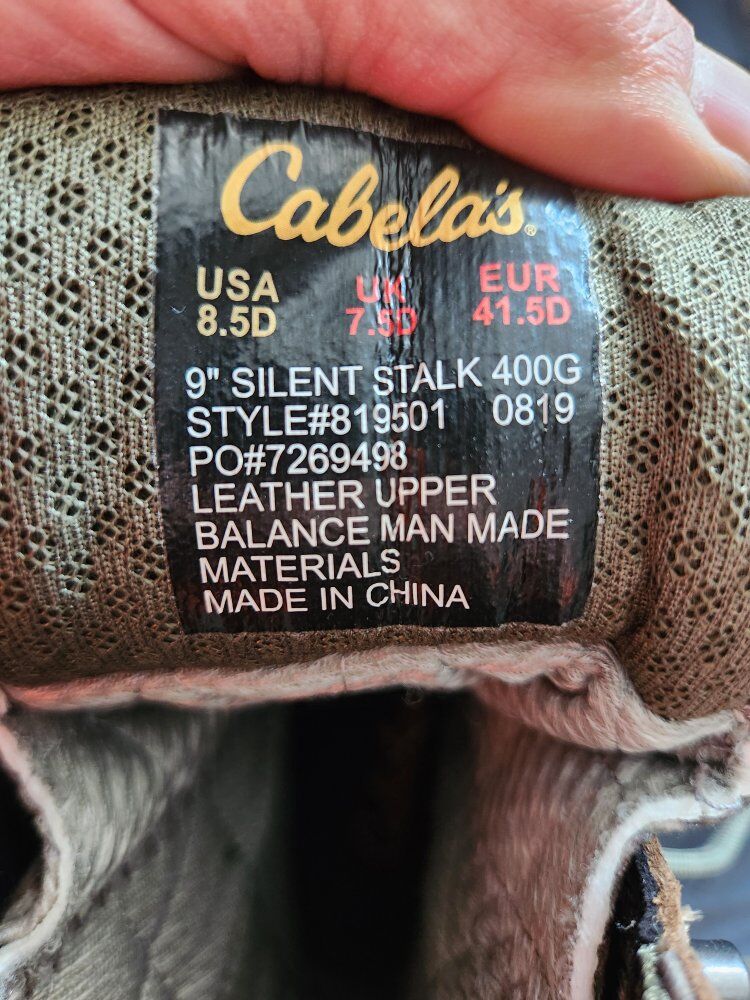 Cabela's®
USA UK EUR
8.5D 7.5D 41.5D
9" SILENT STALK 400G
STYLE#819501 0819
PO#7269498
LEATHER UPPER
BALANCE MAN MADE
MATERIALS
MADE IN CHINA